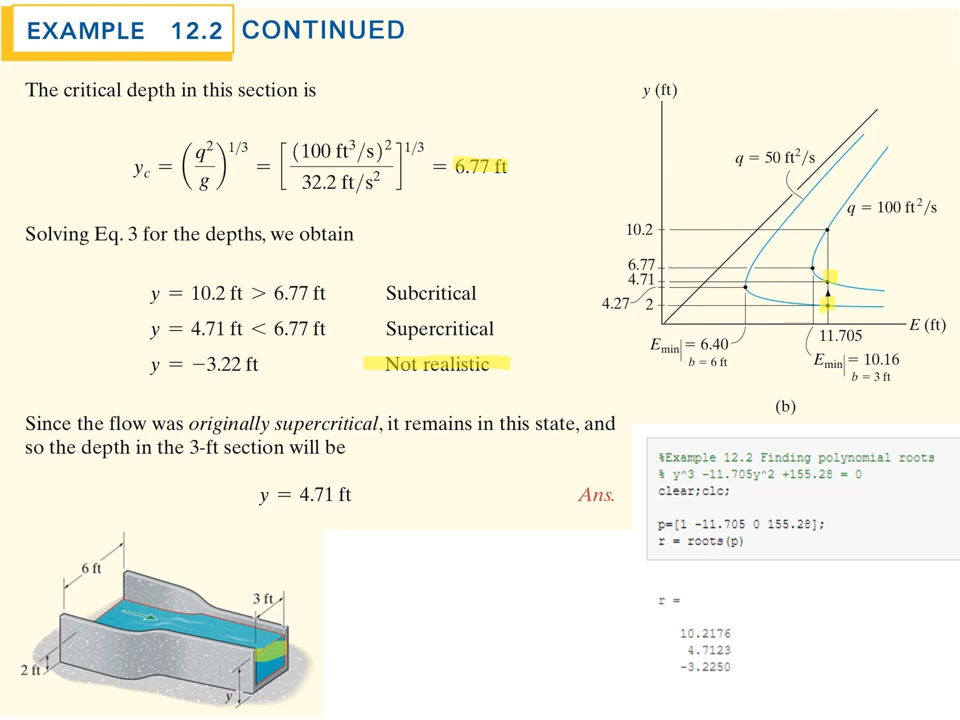 EXAMPLE 12.2 CONTINUED
The critical depth in this section is
y_c = (q²/g)^1/3 = [(100 ft³/s)²/32.2 ft/s²]^1/3 = 6.77 ft
Solving Eq. 3 for the depths, we obtain
y = 10.2 ft > 6.77 ft Subcritical
y = 4.71 ft < 6.77 ft Supercritical
y = −3.22 ft Not realistic
Since the flow was originally supercritical, it remains in this state, and
so the depth in the 3-ft section will be
y = 4.71 ft Ans.
y (ft)
q = 50 ft²/s
q = 100 ft²/s
10.2
6.77
4.71
4.27 2
E (ft)
11.705
E_min| = 6.40
b = 6 ft
E_min| = 10.16
b = 3 ft
(b)
%Example 12.2 Finding polynomial roots
% y^3 -11.705y^2 +155.28 = 0
clear;clc;
p=[1 -11.705 0 155.28];
r = roots(p)
r =
10.2176
4.7123
-3.2250
6 ft
3 ft
2 ft
y